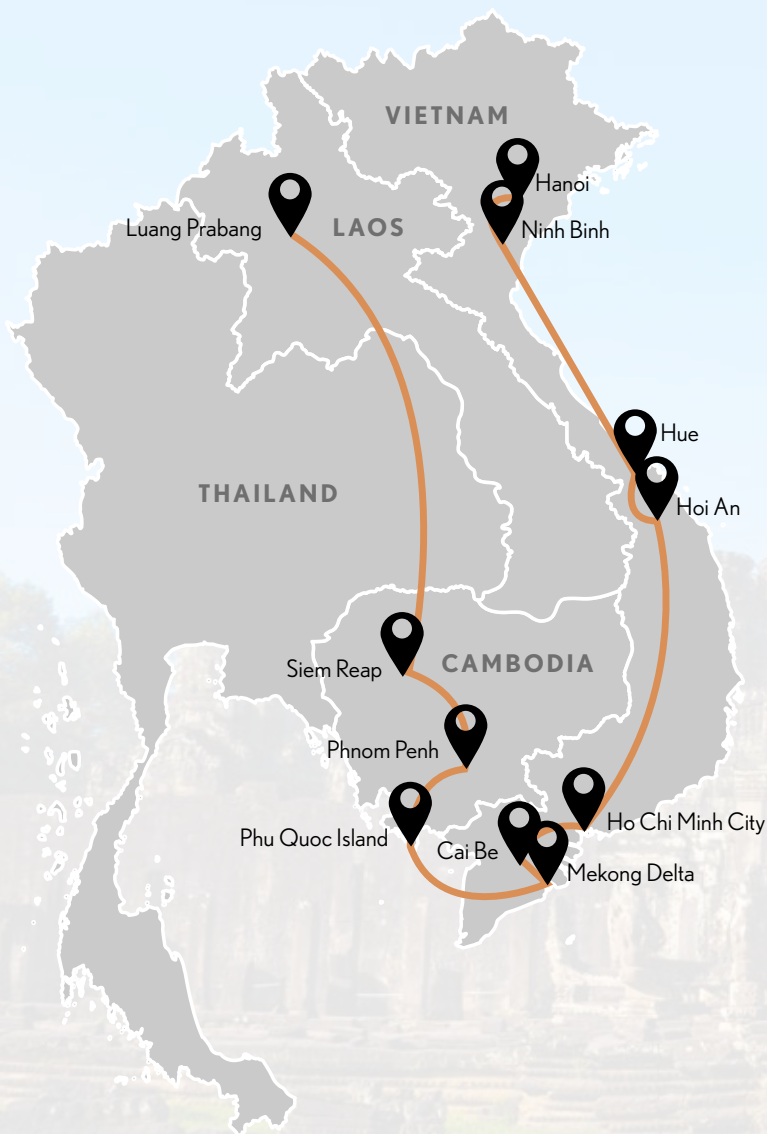 VIETNAM
Hanoi
Luang Prabang
LAOS
Ninh Binh
Hue
THAILAND
Hoi An
Siem Reap
CAMBODIA
Phnom Penh
Ho Chi Minh City
Phu Quoc Island
Cai Be
Mekong Delta